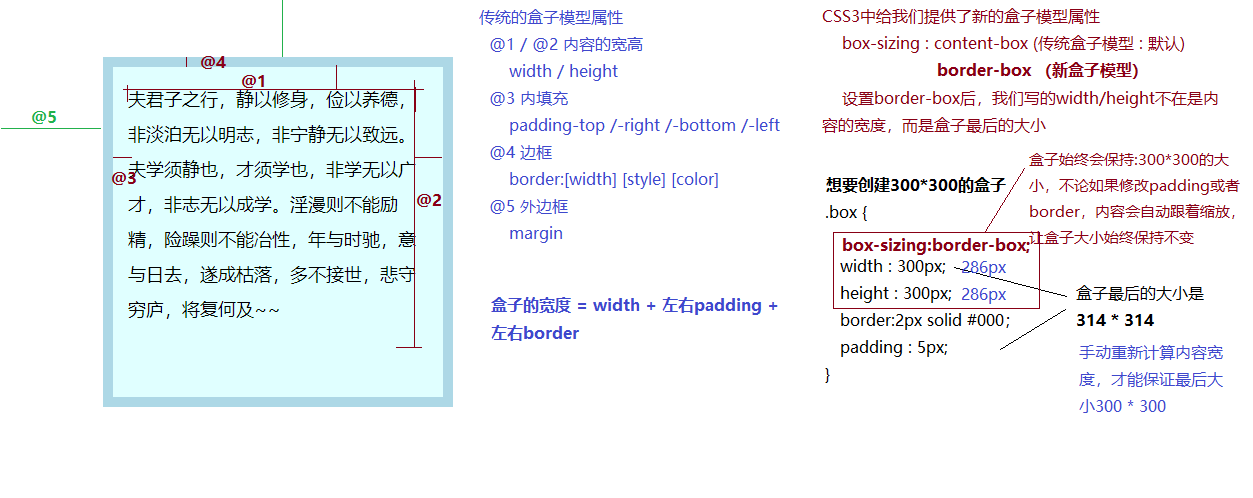 @4
@1
@5
@3
@2
夫君子之行，静以修身，俭以养德，
非淡泊无以明志，非宁静无以致远。
夫学须静也，才须学也，非学无以广
才，非志无以成学。淫漫则不能励
精，险躁则不能冶性，年与时驰，意
与日去，遂成枯落，多不接世，悲守
穷庐，将复何及~~
传统的盒子模型属性
@1 / @2 内容的宽高
width / height
@3 内填充
padding-top /-right /-bottom /-left
@4 边框
border:[width] [style] [color]
@5 外边框
margin
盒子的宽度 = width + 左右padding +
左右border
CSS3中给我们提供了新的盒子模型属性
box-sizing : content-box (传统盒子模型 : 默认)
border-box （新盒子模型）
设置border-box后，我们写的width/height不在是内
容的宽度，而是盒子最后的大小
盒子始终会保持:300*300的大
小，不论如果修改padding或者
border，内容会自动跟着缩放，
让盒子大小始终保持不变
想要创建300*300的盒子
.box {
box-sizing:border-box;
width : 300px; 286px
height : 300px; 286px
border:2px solid #000;
padding : 5px;
}
盒子最后的大小是
314 * 314
手动重新计算内容宽
度，才能保证最后大
小300 * 300